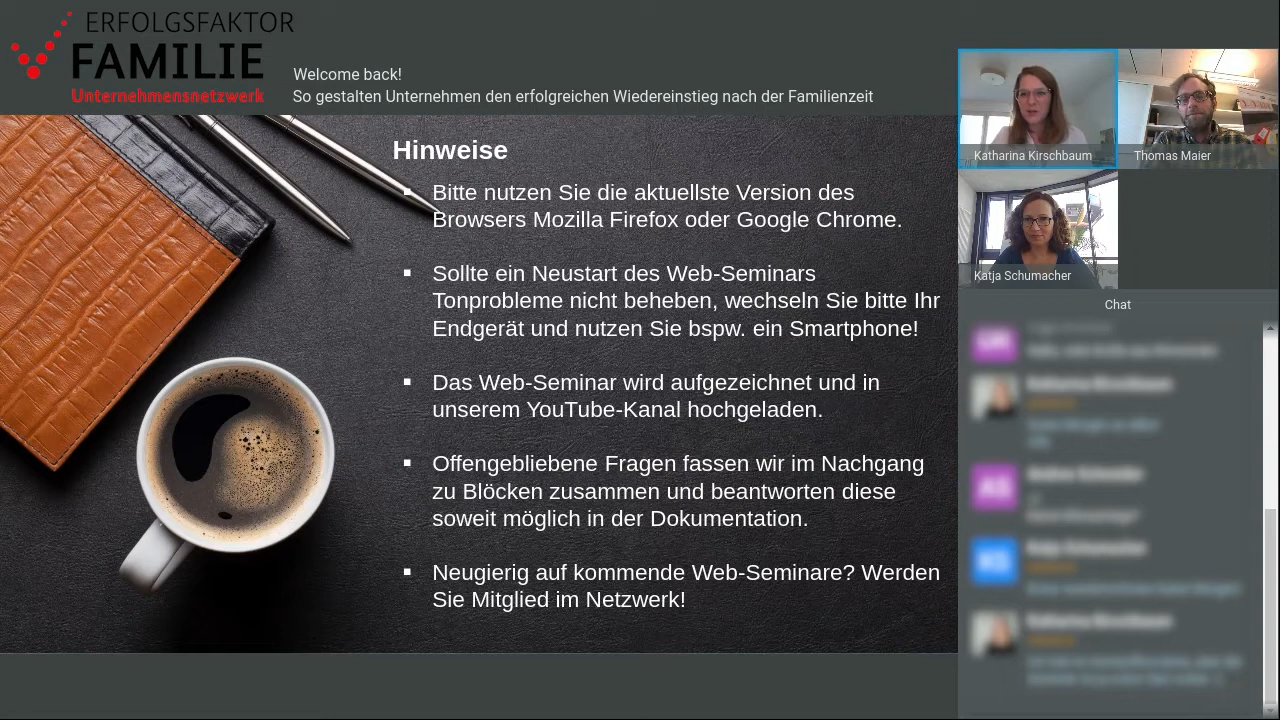 ERFOLGSFAKTOR
FAMILIE
Unternehmensnetzwerk
Welcome back!
So gestalten Unternehmen den erfolgreichen Wiedereinstieg nach der Familienzeit
Hinweise
▪ Bitte nutzen Sie die aktuellste Version des
Browsers Mozilla Firefox oder Google Chrome.
▪ Sollte ein Neustart des Web-Seminars
Tonprobleme nicht beheben, wechseln Sie bitte Ihr
Endgerät und nutzen Sie bspw. ein Smartphone!
▪ Das Web-Seminar wird aufgezeichnet und in
unserem YouTube-Kanal hochgeladen.
▪ Offengebliebene Fragen fassen wir im Nachgang
zu Blöcken zusammen und beantworten diese
soweit möglich in der Dokumentation.
▪ Neugierig auf kommende Web-Seminare? Werden
Sie Mitglied im Netzwerk!
Katharina Kirschbaum
Thomas Maier
Katja Schumacher
Chat